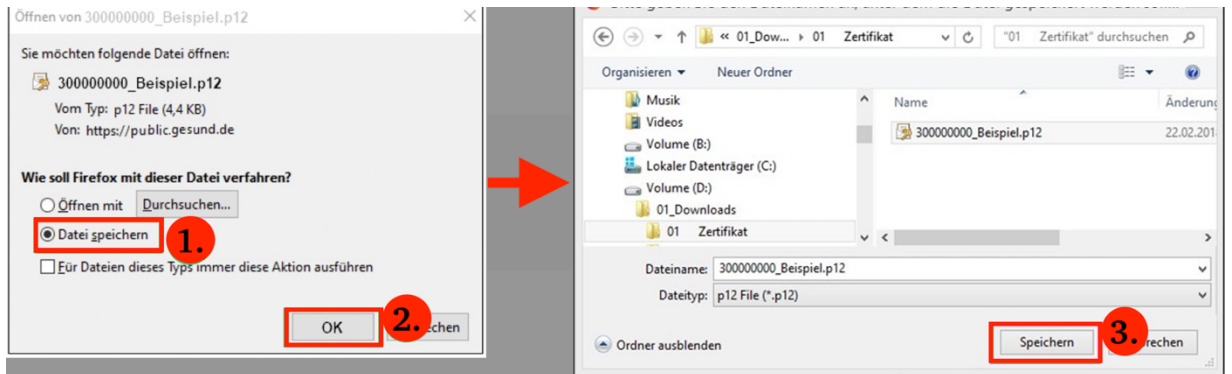 Öffnen von 300000000_Beispiel.p12
Sie möchten folgende Datei öffnen:
300000000_Beispiel.p12
Vom Typ: p12 File (4,4 KB)
Von: https://public.gesund.de
Wie soll Firefox mit dieser Datei verfahren?
Öffnen mit Durchsuchen...
Datei speichern
1.
Für Dateien dieses Typs immer diese Aktion ausführen
OK
2.
chen
« 01_Dow... 01 Zertifikat
"01 Zertifikat" durchsuchen
Organisieren Neuer Ordner
Musik
Videos
Volume (B:)
Lokaler Datenträger (C:)
Volume (D:)
01_Downloads
01 Zertifikat
Name Änderung
300000000_Beispiel.p12 22.02.201
Dateiname: 300000000_Beispiel.p12
Dateityp: p12 File (*.p12)
Ordner ausblenden
Speichern
3.
rechen